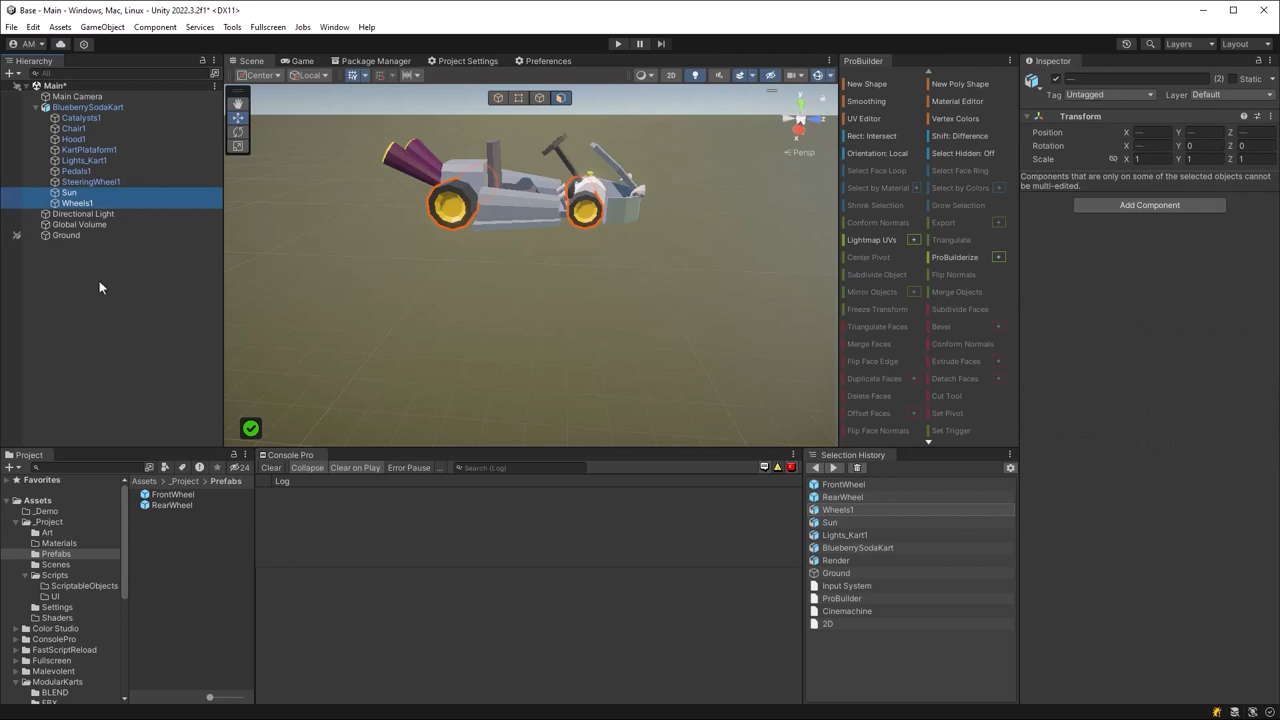 Base - Main - Windows, Mac, Linux - Unity 2022.3.2f1* <DX11>
File Edit Assets GameObject Component Services Tools Fullscreen Jobs Window Help
AM
Layers Layout
Hierarchy
All
Main*
Main Camera
BlueberrySodaKart
Catalysts1
Chair1
Hood1
KartPlataform1
Lights_Kart1
Pedals1
SteeringWheel1
Sun
Wheels1
Directional Light
Global Volume
Ground
Scene Game Package Manager Project Settings Preferences
Center Local 2D
y
z
Persp
ProBuilder
New Shape New Poly Shape
Smoothing Material Editor
UV Editor Vertex Colors
Rect: Intersect Shift: Difference
Orientation: Local Select Hidden: Off
Select Face Loop Select Face Ring
Select by Material + Select by Colors +
Shrink Selection Grow Selection
Conform Normals Export +
Lightmap UVs + Triangulate
Center Pivot ProBuilderize +
Subdivide Object Flip Normals
Mirror Objects + Merge Objects
Freeze Transform Subdivide Faces
Triangulate Faces Bevel +
Merge Faces Conform Normals
Flip Face Edge Extrude Faces +
Duplicate Faces + Detach Faces +
Delete Faces Cut Tool
Offset Faces + Set Pivot
Flip Face Normals Set Trigger
Inspector
— (2) Static
Tag Untagged Layer Default
Transform
Position X — Y — Z —
Rotation X — Y 0 Z 0
Scale X 1 Y 1 Z 1
Components that are only on some of the selected objects cannot
be multi-edited.
Add Component
Project
24
Favorites
Assets
_Demo
_Project
Art
Materials
Prefabs
Scenes
Scripts
ScriptableObjects
UI
Settings
Shaders
Color Studio
ConsolePro
FastScriptReload
Fullscreen
Malevolent
ModularKarts
BLEND
Assets > _Project > Prefabs
FrontWheel
RearWheel
Console Pro
Clear Collapse Clear on Play Error Pause ... Search (Log)
Log
Selection History
FrontWheel
RearWheel
Wheels1
Sun
Lights_Kart1
BlueberrySodaKart
Render
Ground
Input System
ProBuilder
Cinemachine
2D